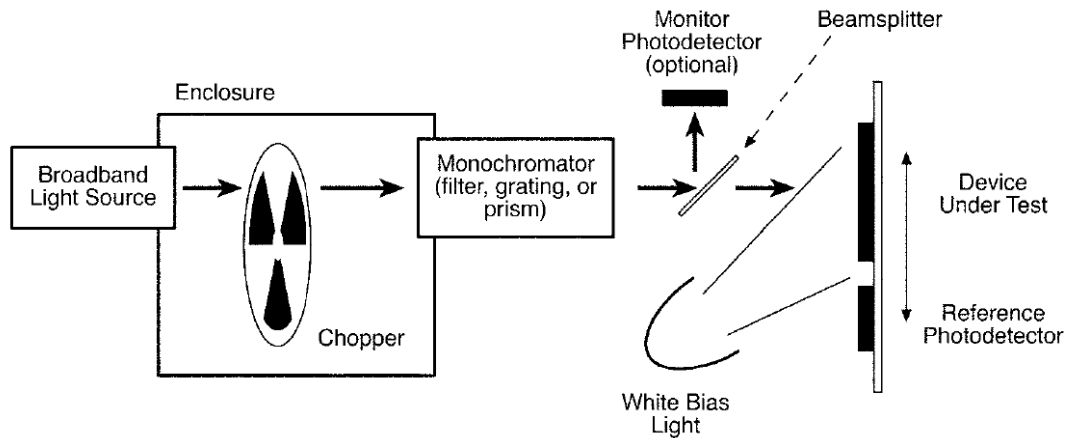 Monitor
Photodetector
(optional)
Beamsplitter
Enclosure
Broadband
Light Source
Monochromator
(filter, grating, or
prism)
Device
Under Test
Chopper
Reference
Photodetector
White Bias
Light